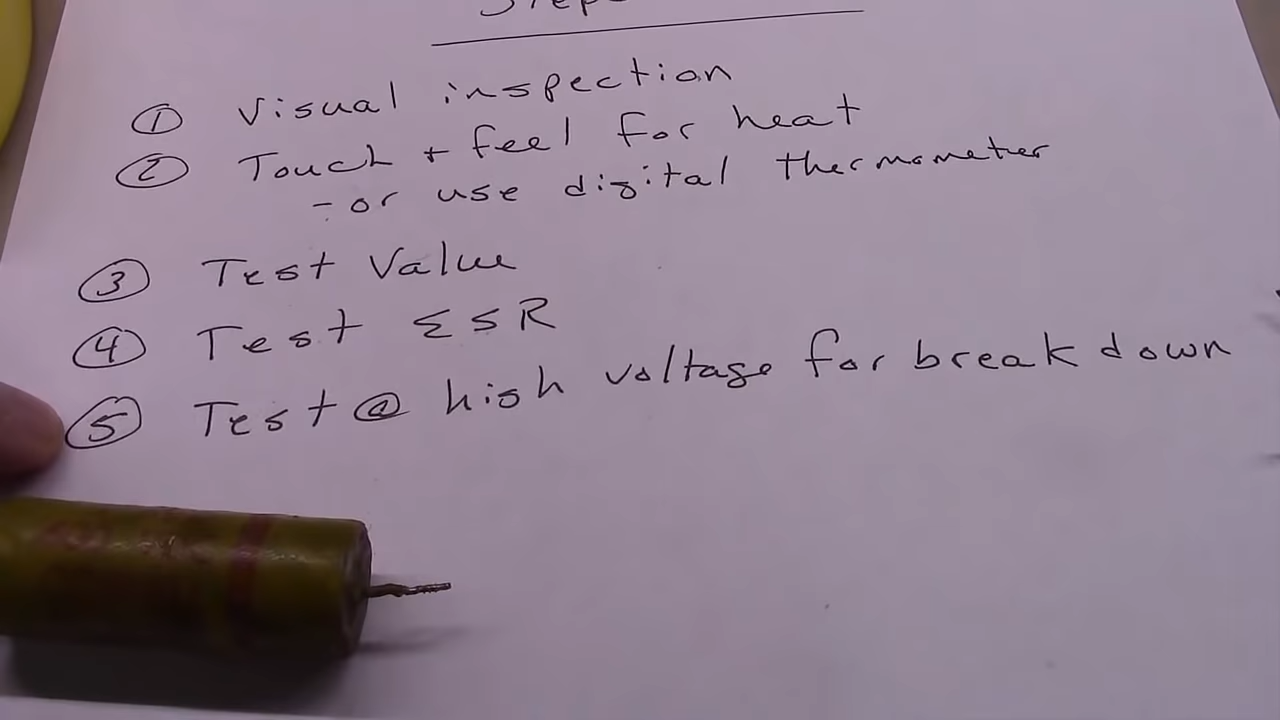 Steps
① Visual inspection
② Touch + feel for heat
- or use digital thermometer
③ Test Value
④ Test ESR
⑤ Test @ high voltage for break down